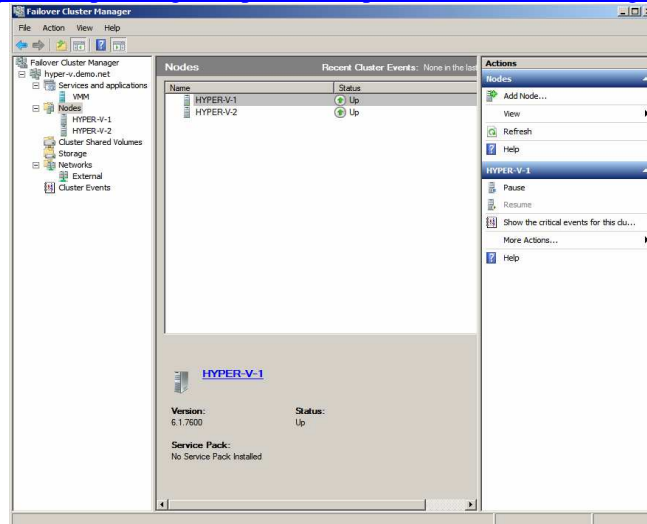 Failover Cluster Manager
File Action View Help
Failover Cluster Manager
hyper-v.demo.net
Services and applications
VMM
Nodes
HYPER-V-1
HYPER-V-2
Cluster Shared Volumes
Storage
Networks
External
Cluster Events
Nodes Recent Cluster Events: None in the last
Name Status
HYPER-V-1 Up
HYPER-V-2 Up
HYPER-V-1
Version: Status:
6.1.7600 Up
Service Pack:
No Service Pack Installed
Actions
Nodes
Add Node...
View
Refresh
Help
HYPER-V-1
Pause
Resume
Show the critical events for this clu...
More Actions...
Help